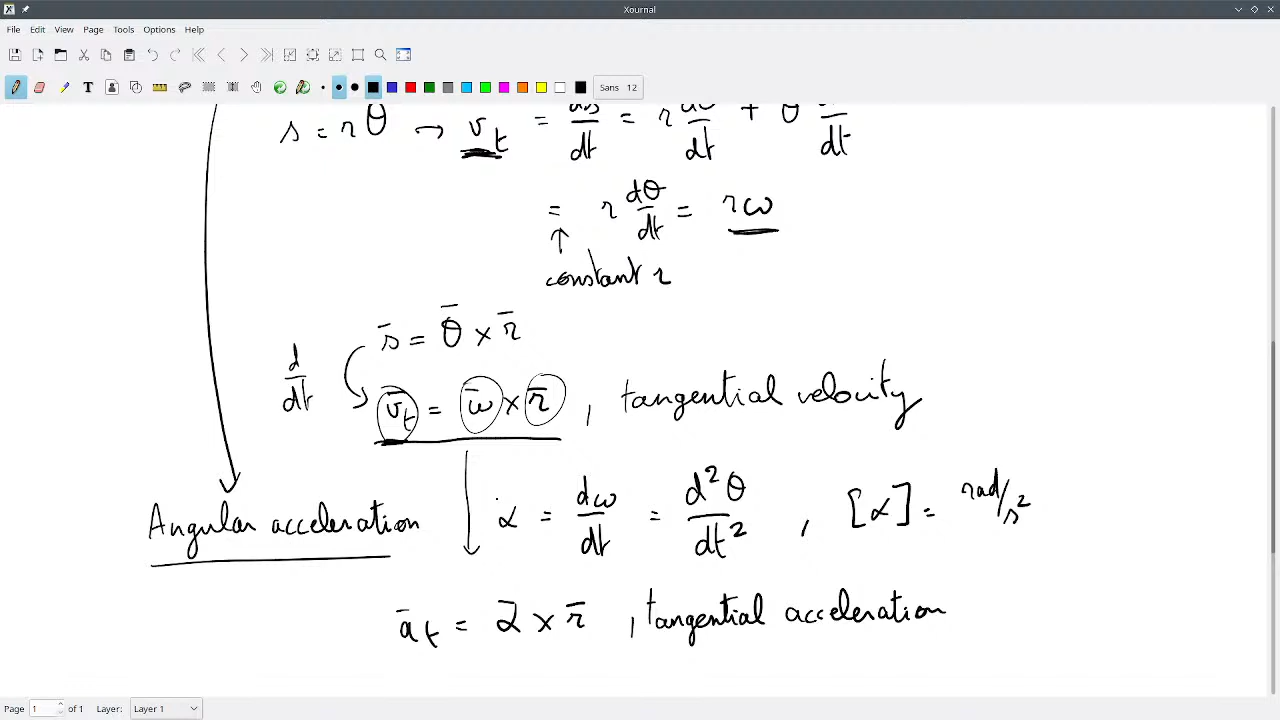 Xournal
File Edit View Page Tools Options Help
Sans 12
s = r θ → v_t = ds/dt = r dθ/dt + θ /dt
= r dθ/dt = rω
↑
constant r
s̄ = θ̄ × r̄
d/dt
v̄_t = ω̄ × r̄ , tangential velocity
Angular acceleration
α = dω/dt = d²θ/dt² , [α] = rad/s²
ā_t = ᾱ × r̄ , tangential acceleration
Page 1 of 1 Layer: Layer 1